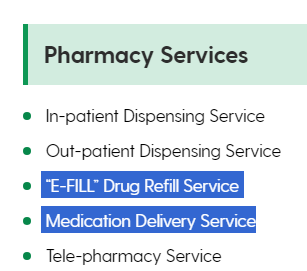 Pharmacy Services
In-patient Dispensing Service
Out-patient Dispensing Service
“E-FILL” Drug Refill Service
Medication Delivery Service
Tele-pharmacy Service